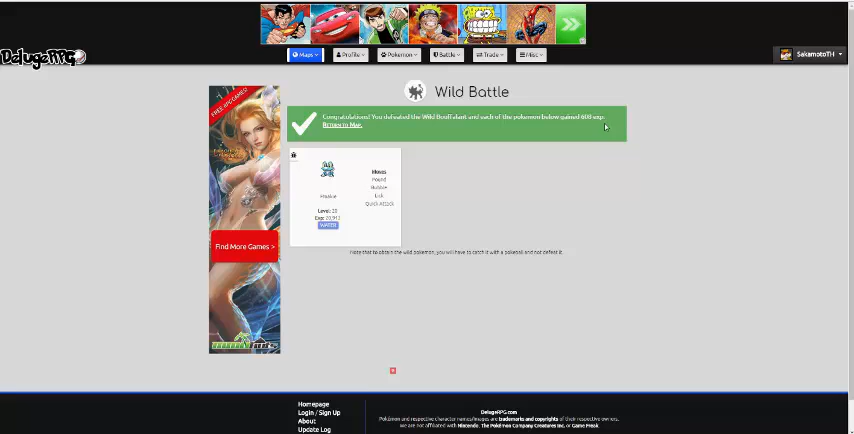 DelugeRPG
Maps
Profile
Pokemon
Battle
Trade
Misc
SakamotoTH
FREE RPG GAMES!
Wild Battle
Congratulations! You defeated the Wild Bouffalant and each of the pokemon below gained 600 exp.
Return to Map.
Froakie
Level: 28
WATER
Moves
Pound
Bubble
Lick
Quick Attack
Find More Games >
Note that to obtain the wild pokemon, you will have to catch it with a pokeball and not defeat it.
Homepage
Login / Sign Up
About
Update Log
DelugeRPG.com
Pokémon and respective character names/images are trademarks and copyrights of their respective owners.
We are not affiliated with Nintendo, The Pokémon Company Creatures Inc. or Game Freak